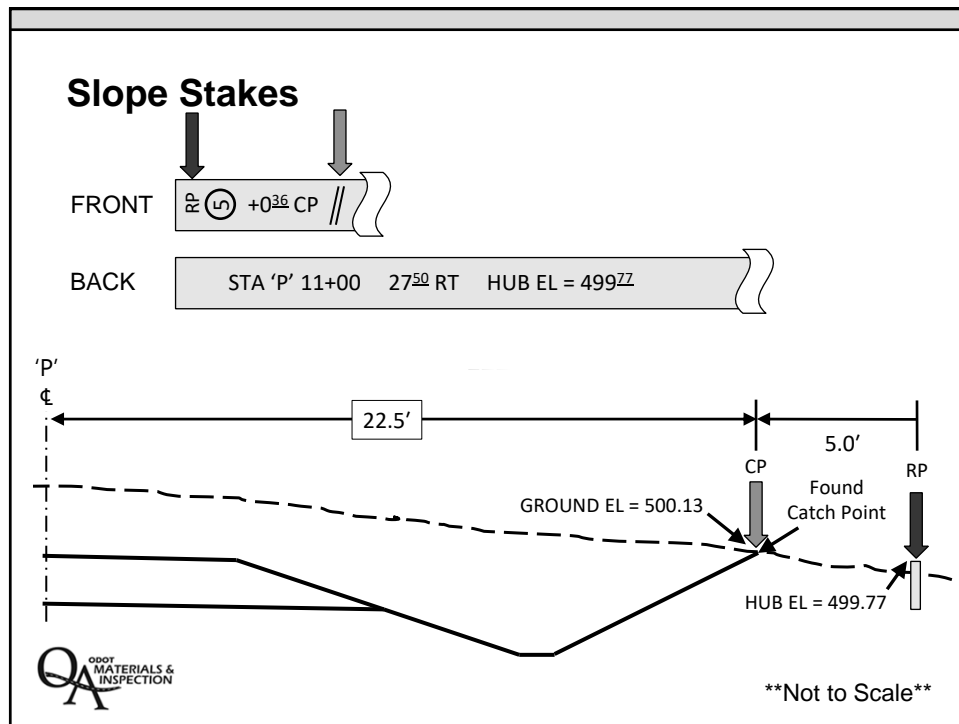 Slope Stakes
FRONT
RP 5 +0³⁶ CP //
BACK
STA ‘P’ 11+00 27⁵⁰ RT HUB EL = 499⁷⁷
‘P’
℄
22.5’
5.0’
CP
RP
GROUND EL = 500.13
Found
Catch Point
HUB EL = 499.77
QA
ODOT
MATERIALS &
INSPECTION
**Not to Scale**